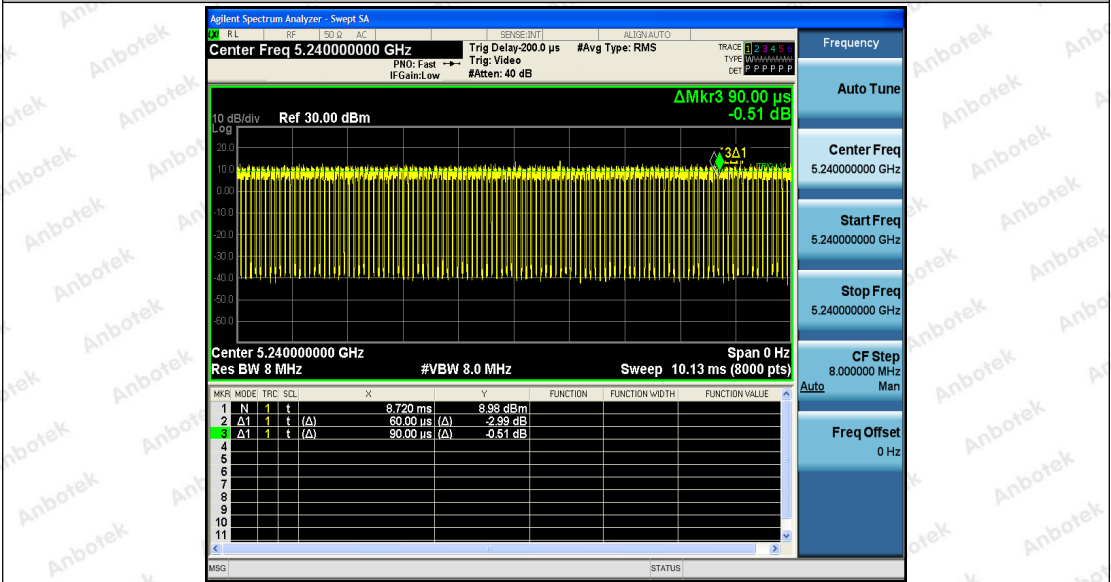 Agilent Spectrum Analyzer - Swept SA
RL RF 50 Ω AC SENSE:INT ALIGNAUTO
Center Freq 5.240000000 GHz
PNO: Fast
IFGain:Low
Trig Delay-200.0 µs
Trig: Video
#Atten: 40 dB
#Avg Type: RMS
TRACE 1 2 3 4 5 6
TYPE
DET P P P P P P
ΔMkr3 90.00 µs
-0.51 dB
10 dB/div Ref 30.00 dBm
Log
20.0
10.0
0.00
-10.0
-20.0
-30.0
-40.0
-50.0
-60.0
3Δ1
Center 5.240000000 GHz Span 0 Hz
Res BW 8 MHz #VBW 8.0 MHz Sweep 10.13 ms (8000 pts)
MKR MODE TRC SCL X Y FUNCTION FUNCTION WIDTH FUNCTION VALUE
1 N 1 t 8.720 ms 8.98 dBm
2 Δ1 1 t (Δ) 60.00 µs (Δ) -2.99 dB
3 Δ1 1 t (Δ) 90.00 µs (Δ) -0.51 dB
4
5
6
7
8
9
10
11
MSG STATUS
Frequency
Auto Tune
Center Freq
5.240000000 GHz
Start Freq
5.240000000 GHz
Stop Freq
5.240000000 GHz
CF Step
8.000000 MHz
Auto Man
Freq Offset
0 Hz
Anbotek